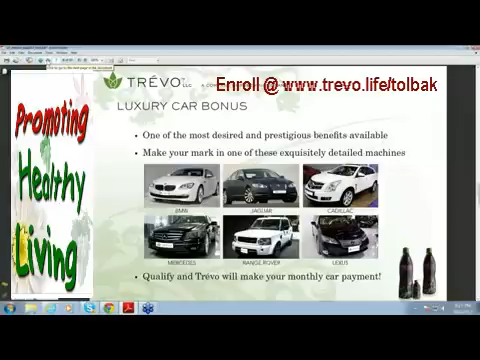 TRÉVO LLC
Enroll @ www.trevo.life/tolbak
LUXURY CAR BONUS
Promoting
Healthy
Living
• One of the most desired and prestigious benefits available
• Make your mark in one of these exquisitely detailed machines
BMW JAGUAR CADILLAC
MERCEDES RANGE ROVER LEXUS
• Qualify and Trévo will make your monthly car payment!